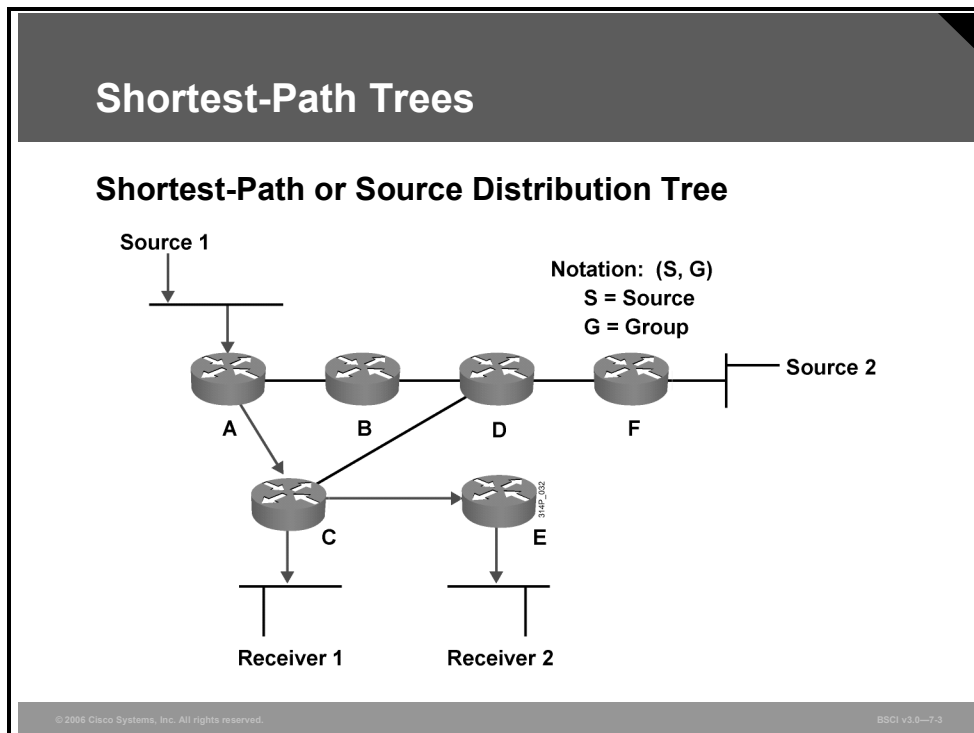 Shortest-Path Trees
Shortest-Path or Source Distribution Tree
Source 1
Notation: (S, G)
S = Source
G = Group
Source 2
A
B
D
F
314P_032
C
E
Receiver 1
Receiver 2
© 2006 Cisco Systems, Inc. All rights reserved.
BSCI v3.0—7-3